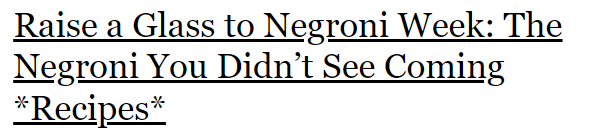 Raise a Glass to Negroni Week: The
Negroni You Didn’t See Coming
*Recipes*